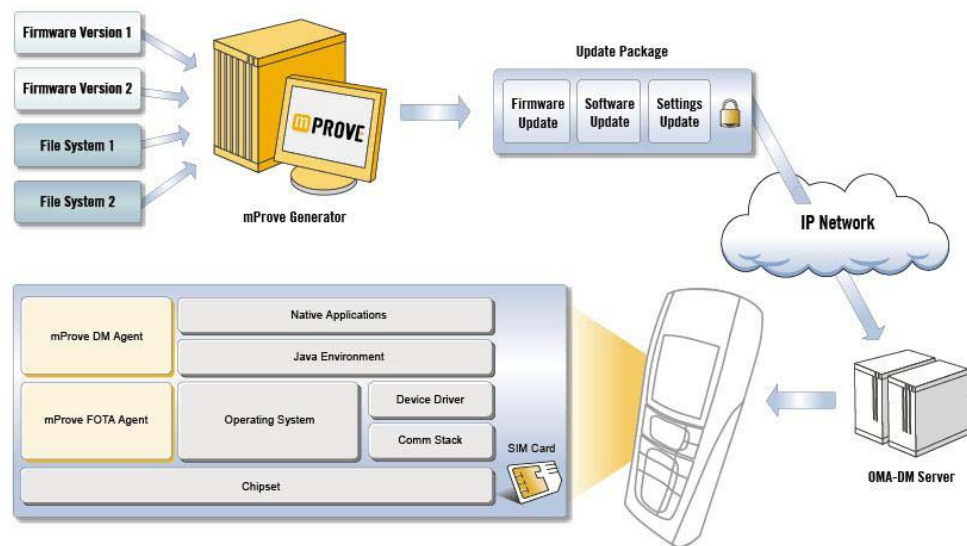 Firmware Version 1
Firmware Version 2
File System 1
File System 2
mPROVE
mProve Generator
Update Package
Firmware
Update
Software
Update
Settings
Update
IP Network
OMA-DM Server
mProve DM Agent
Native Applications
Java Environment
mProve FOTA Agent
Operating System
Device Driver
Comm Stack
SIM Card
Chipset